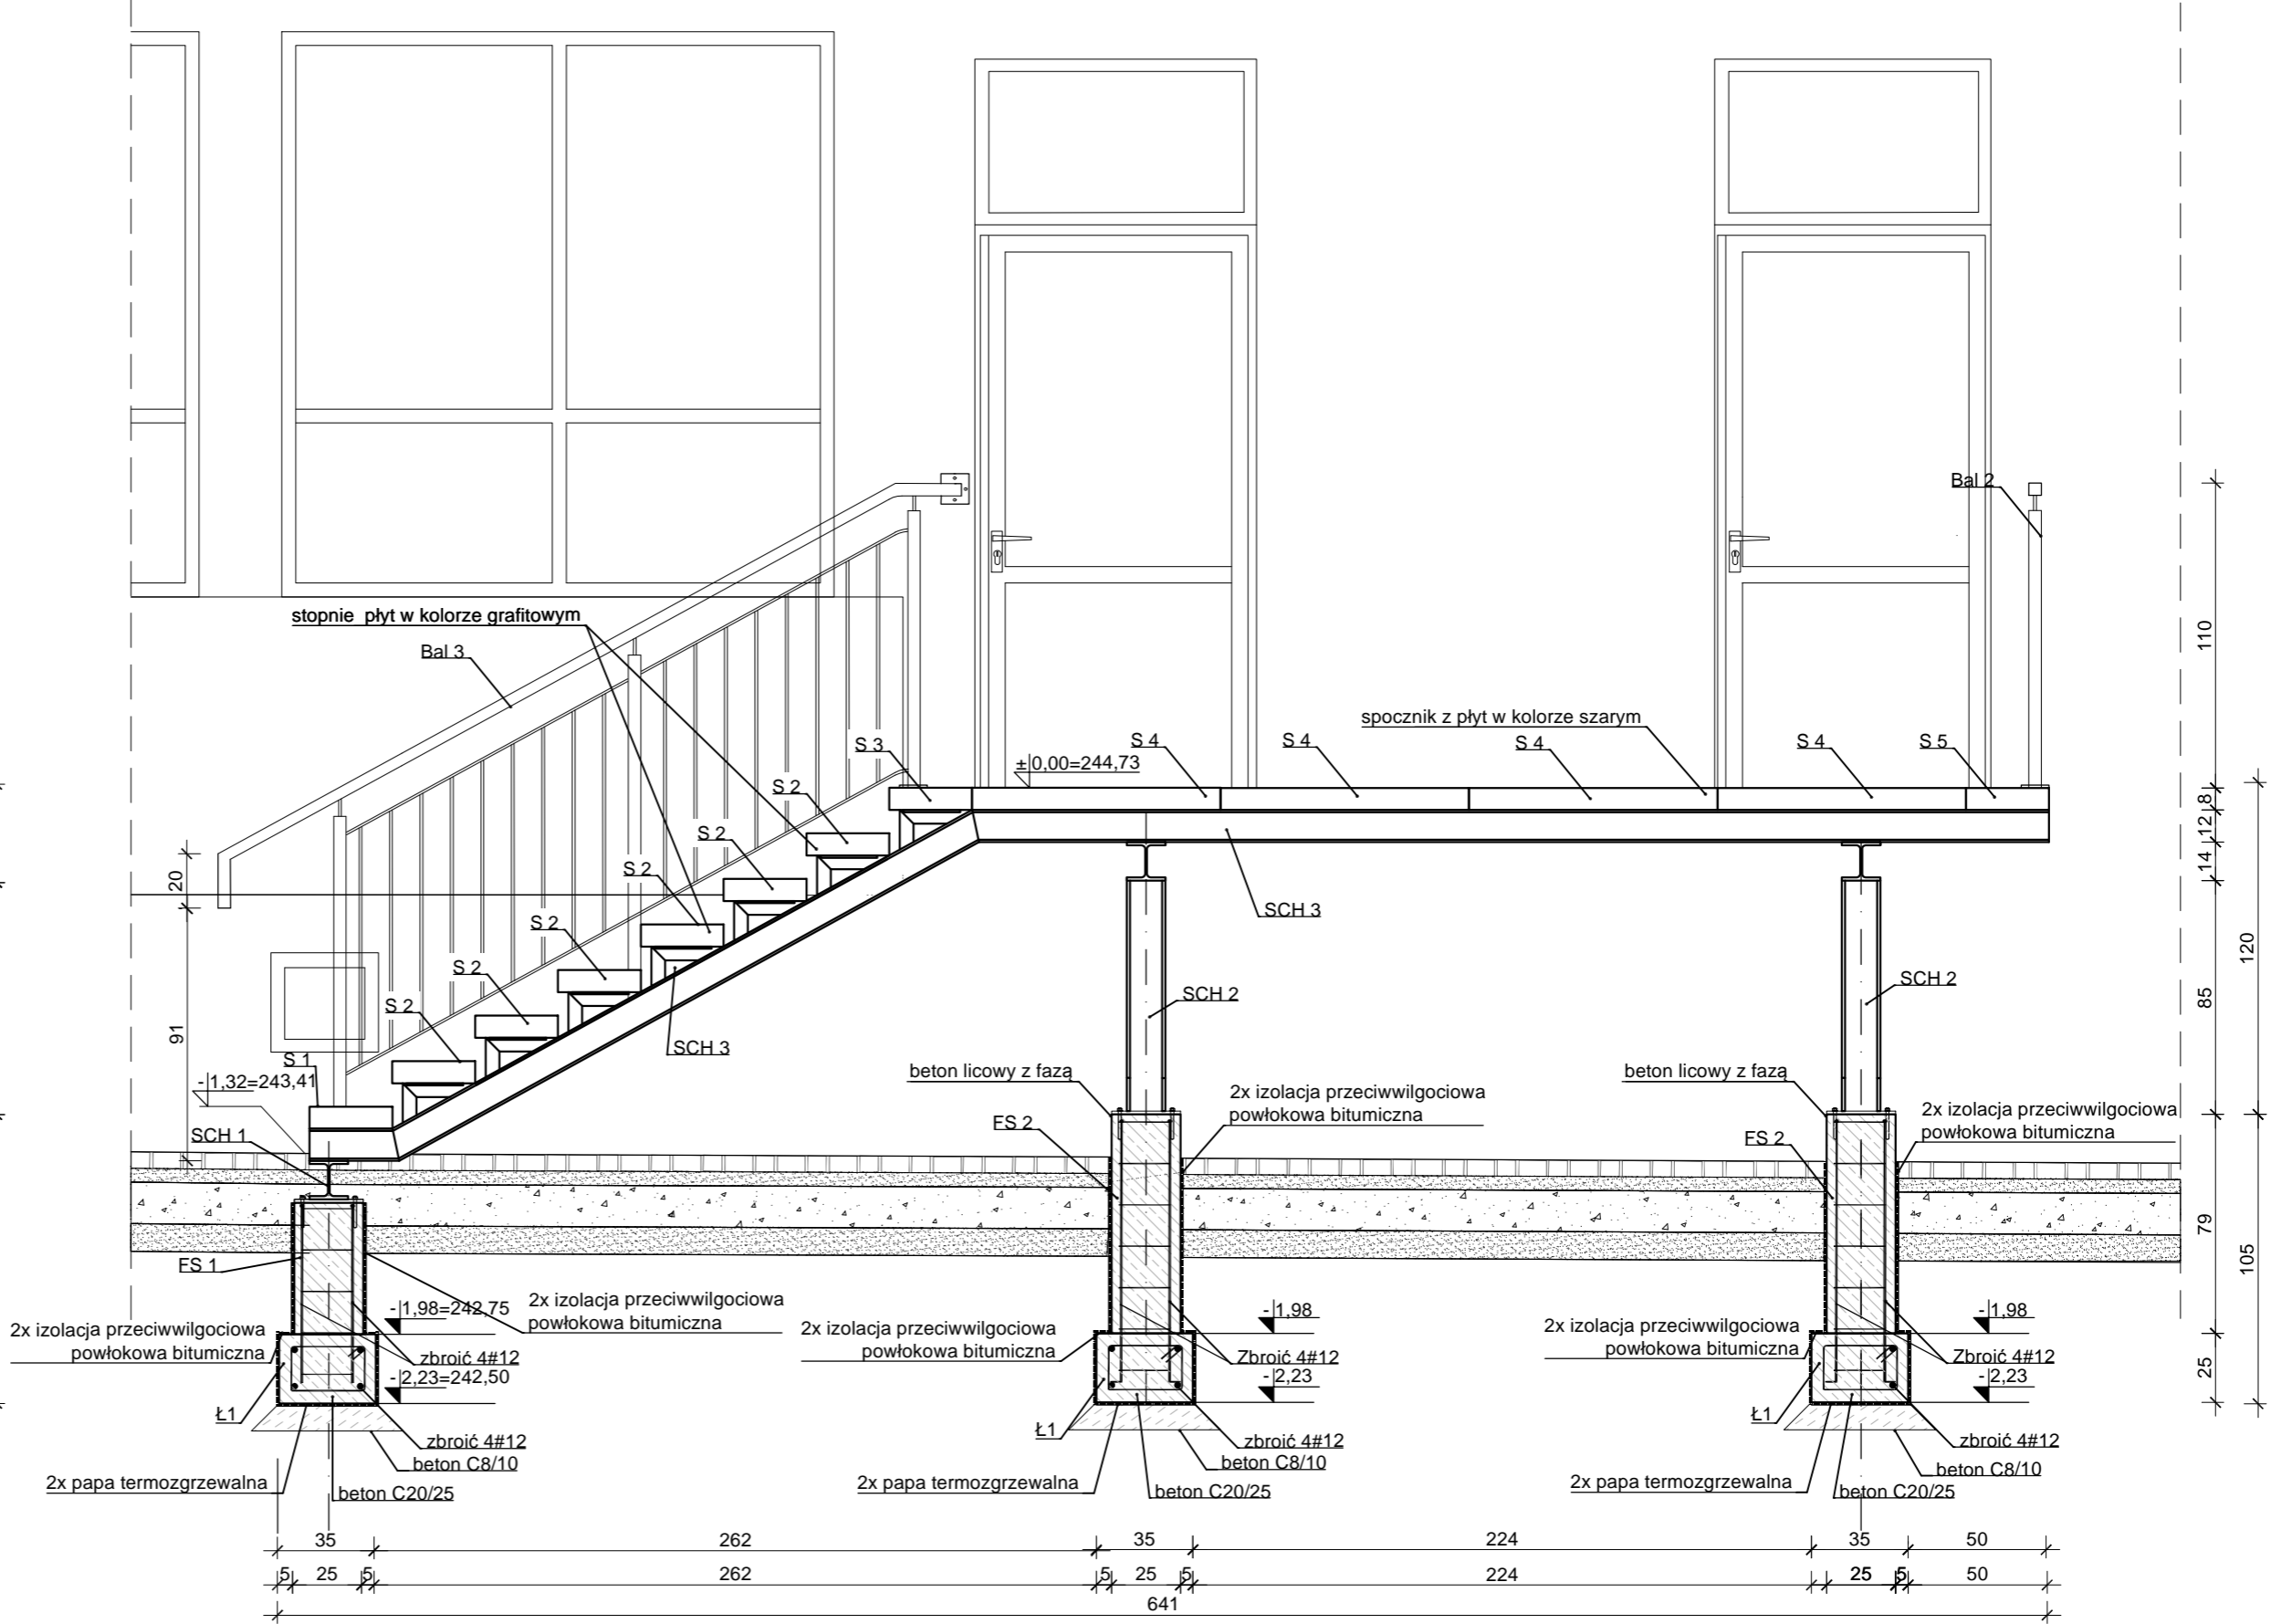 Bal 2
stopnie  płyt w kolorze grafitowym
Bal 3
110
spocznik z płyt w kolorze szarym
S 3
S 4
S 4
S 4
S 4
S 5
±0,00=244,73
S 2
8
12
S 2
14
S 2
20
SCH 3
S 2
120
S 2
SCH 2
SCH 2
85
S 2
91
SCH 3
S 1
-1,32=243,41
beton licowy z fazą
beton licowy z fazą
2x izolacja przeciwwilgociowa
powłokowa bitumiczna
2x izolacja przeciwwilgociowa
powłokowa bitumiczna
SCH 1
FS 2
FS 2
79
105
FS 1
-1,98=242,75
2x izolacja przeciwwilgociowa
powłokowa bitumiczna
-1,98
-1,98
2x izolacja przeciwwilgociowa
powłokowa bitumiczna
2x izolacja przeciwwilgociowa
powłokowa bitumiczna
2x izolacja przeciwwilgociowa
powłokowa bitumiczna
zbroić 4#12
Zbroić 4#12
Zbroić 4#12
25
-2,23=242,50
-2,23
-2,23
Ł1
Ł1
Ł1
zbroić 4#12
zbroić 4#12
zbroić 4#12
beton C8/10
beton C8/10
beton C8/10
2x papa termozgrzewalna
2x papa termozgrzewalna
2x papa termozgrzewalna
beton C20/25
beton C20/25
beton C20/25
35 262 35 224 35 50
5 25 5 262 5 25 5 224 25 5 50
641